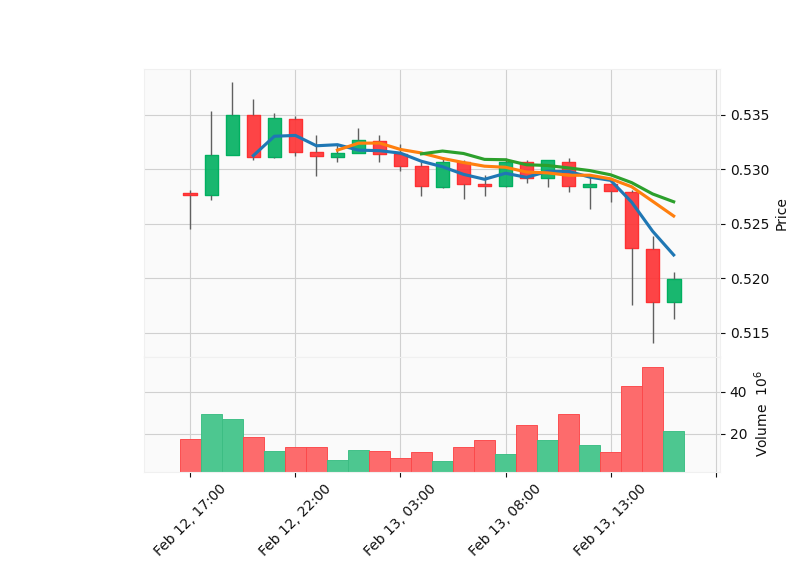 0.535
0.530
0.525
0.520
0.515
Price
40
20
Volume 10^6
Feb 12, 17:00
Feb 12, 22:00
Feb 13, 03:00
Feb 13, 08:00
Feb 13, 13:00